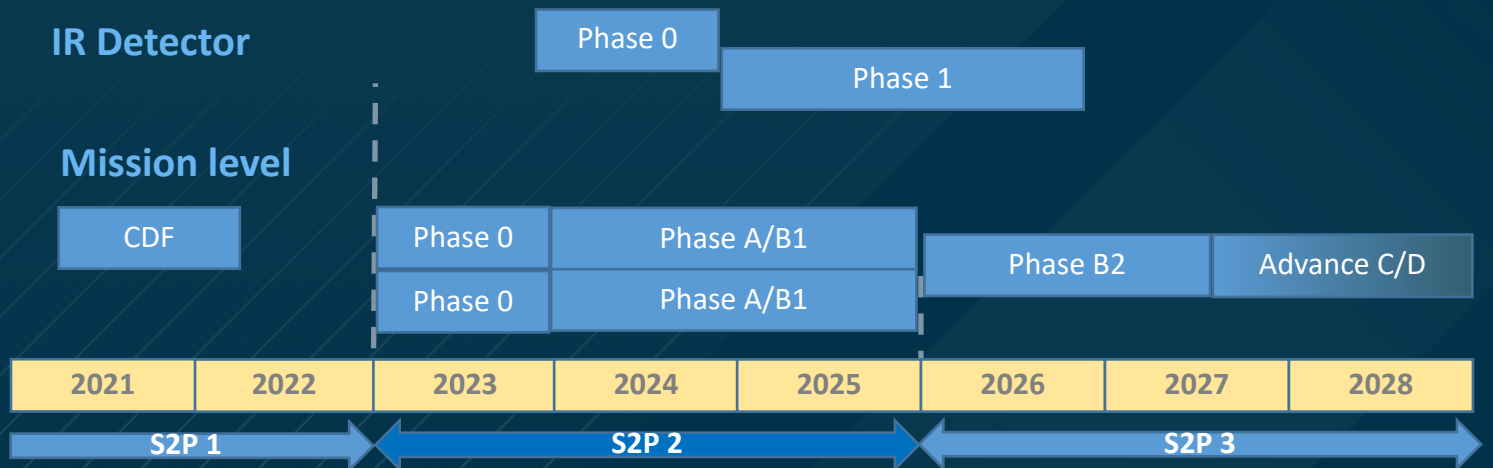 IR Detector
Phase 0
Phase 1
Mission level
CDF
Phase 0
Phase A/B1
Phase B2
Advance C/D
Phase 0
Phase A/B1
2021 2022 2023 2024 2025 2026 2027 2028
S2P 1 S2P 2 S2P 3